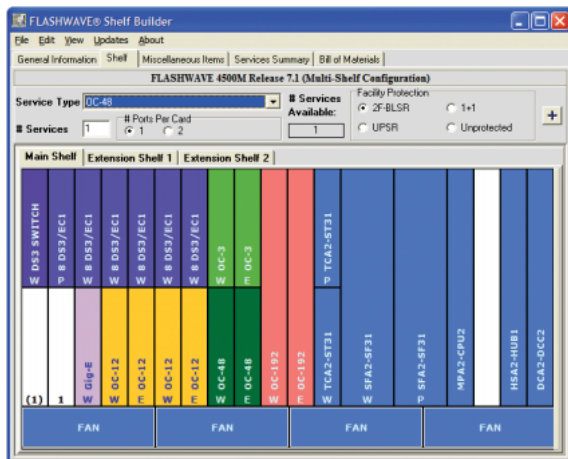 FLASHWAVE® Shelf Builder
File Edit View Updates About
General Information Shelf Miscellaneous Items Services Summary Bill of Materials
FLASHWAVE 4500M Release 7.1 (Multi-Shelf Configuration)
Service Type OC-48
# Services 1
# Ports Per Card
1 2
# Services Available:
1
Facility Protection
2F-BLSR 1+1
UPSR Unprotected
+
Main Shelf Extension Shelf 1 Extension Shelf 2
W DS3 SWITCH
P 8 DS3/EC1
W 8 DS3/EC1
W 8 DS3/EC1
W 8 DS3/EC1
W 8 DS3/EC1
W 8 DS3/EC1
W OC-3
E OC-3
W OC-192
E OC-192
P TCA2-ST31
W SFA2-SF31
P SFA2-SF31
MPA2-CPU2
HSA2-HUB1
DCA2-DCC2
(1)
1
W Gig-E
W OC-12
E OC-12
W OC-12
E OC-12
W OC-48
E OC-48
W TCA2-ST31
FAN FAN FAN FAN